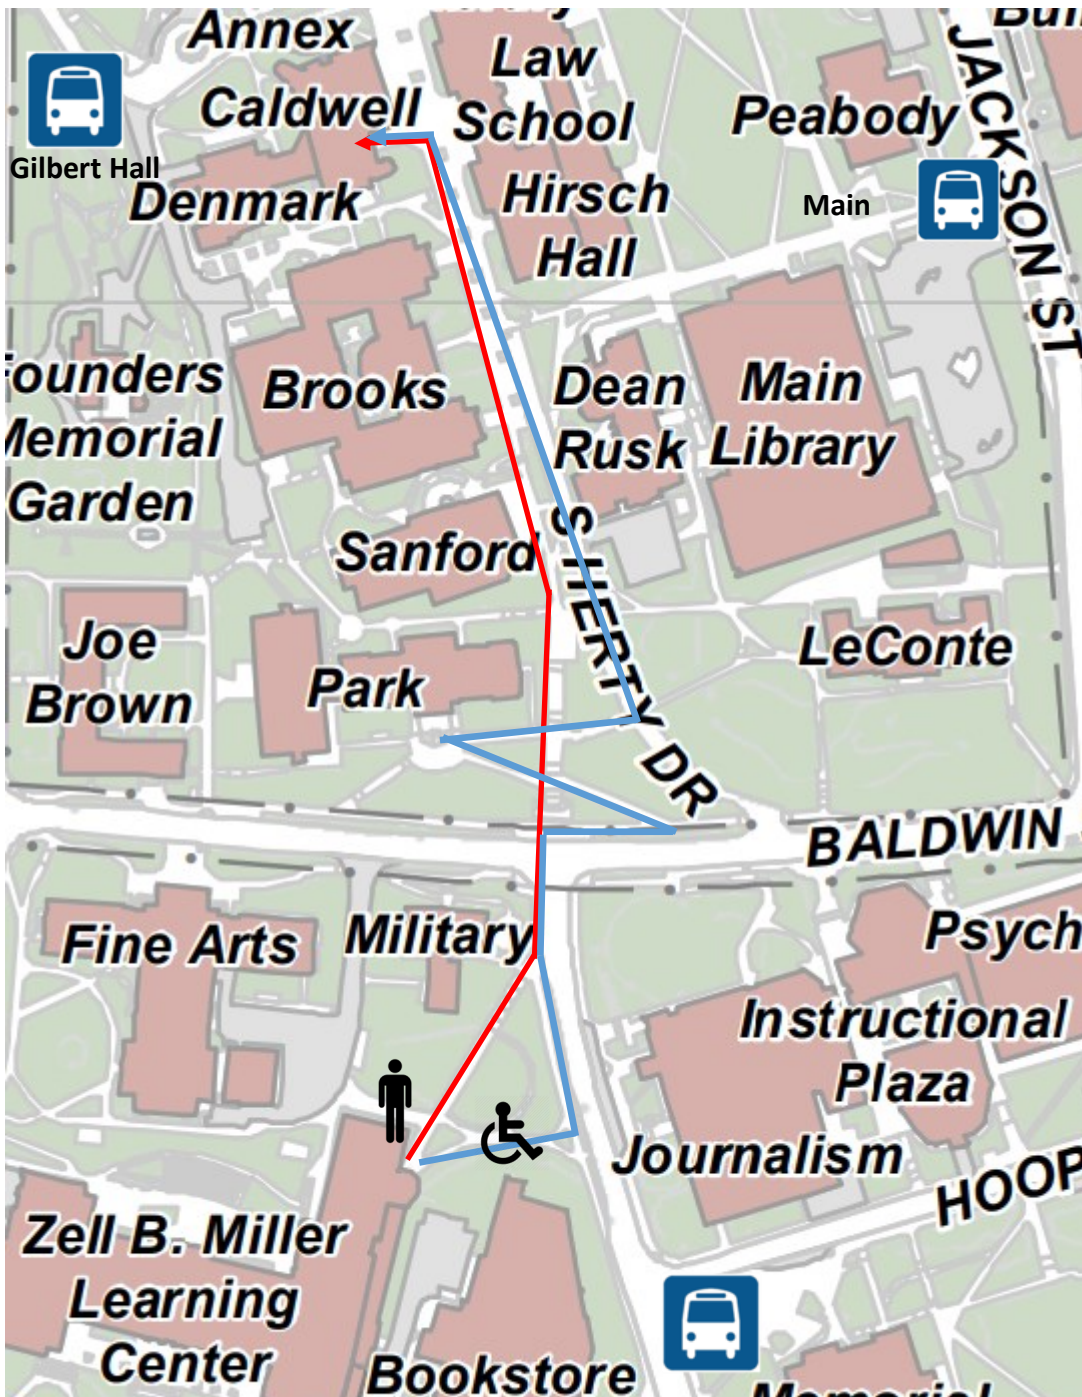 Annex
Law
School
Caldwell
Peabody
JACKSON ST
Gilbert Hall
Denmark
Hirsch
Hall
Main
Founders
Memorial
Garden
Brooks
Dean
Rusk
Main
Library
Sanford
S HERTY DR
Joe
Brown
Park
LeConte
BALDWIN
Fine Arts
Military
Psych
Instructional
Plaza
Journalism
HOOP
Zell B. Miller
Learning
Center
Bookstore
Memorial